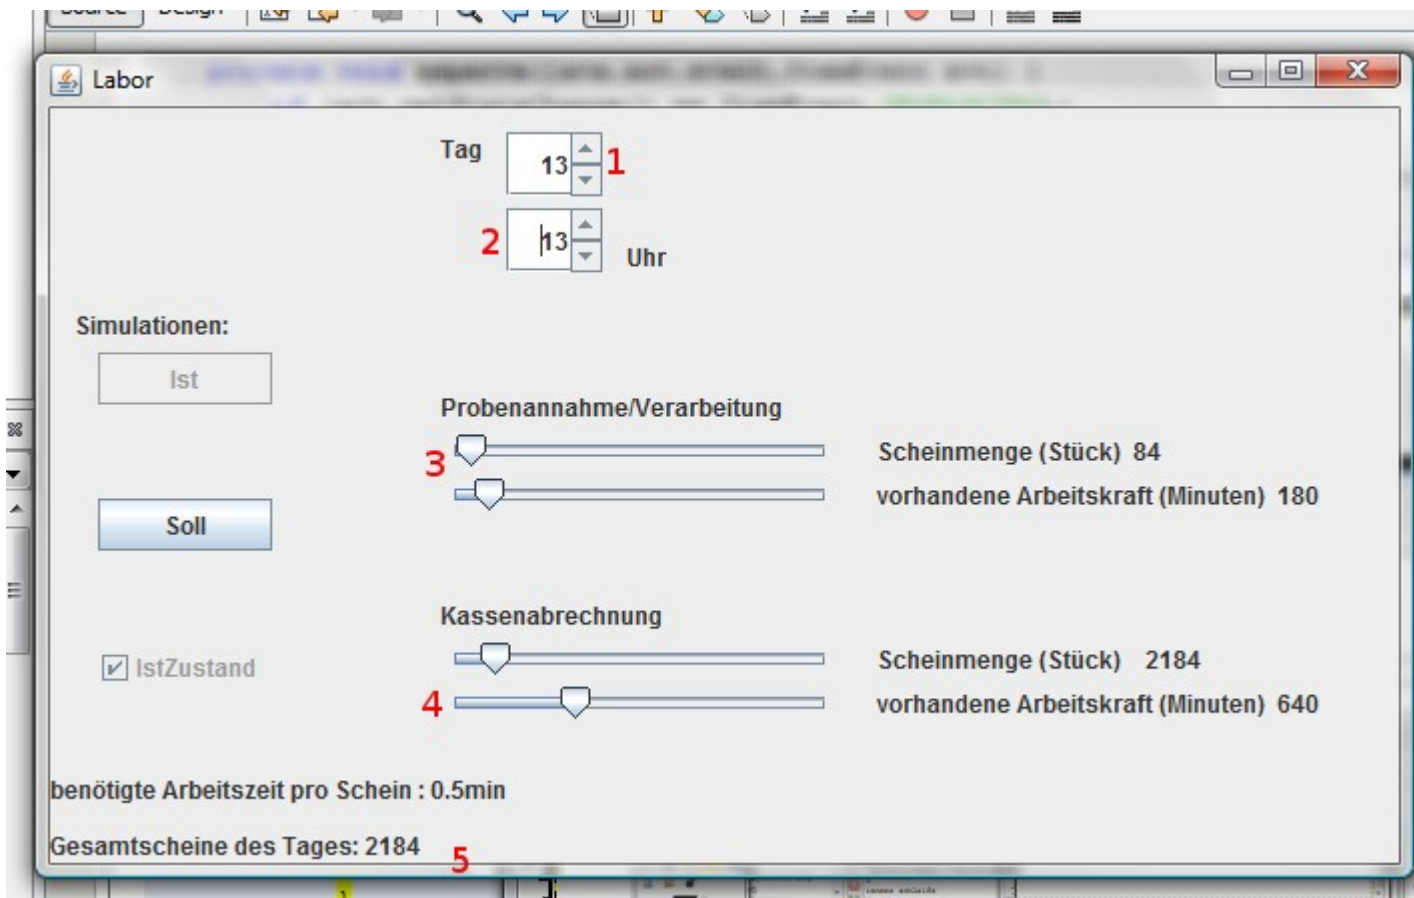 Source Design
Labor
Tag 13 1
2 13 Uhr
Simulationen:
Ist
Probenannahme/Verarbeitung
3 Scheinmenge (Stück) 84
vorhandene Arbeitskraft (Minuten) 180
Soll
Kassenabrechnung
IstZustand Scheinmenge (Stück) 2184
4 vorhandene Arbeitskraft (Minuten) 640
benötigte Arbeitszeit pro Schein : 0.5min
Gesamtscheine des Tages: 2184 5